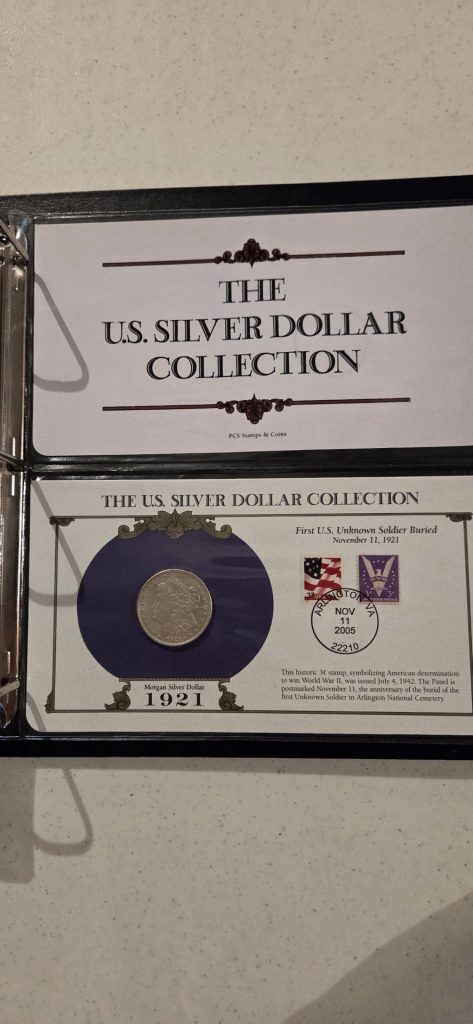 THE
U.S. SILVER DOLLAR
COLLECTION
PCS Stamps & Coins
THE U.S. SILVER DOLLAR COLLECTION
First U.S. Unknown Soldier Buried
November 11, 1921
37
ARLINGTON VA
NOV
11
2005
22210
Morgan Silver Dollar
1921
This historic 3¢ stamp, symbolizing American determination
to win World War II, was issued July 4, 1942. The Panel is
postmarked November 11, the anniversary of the burial of the
first Unknown Soldier in Arlington National Cemetery.